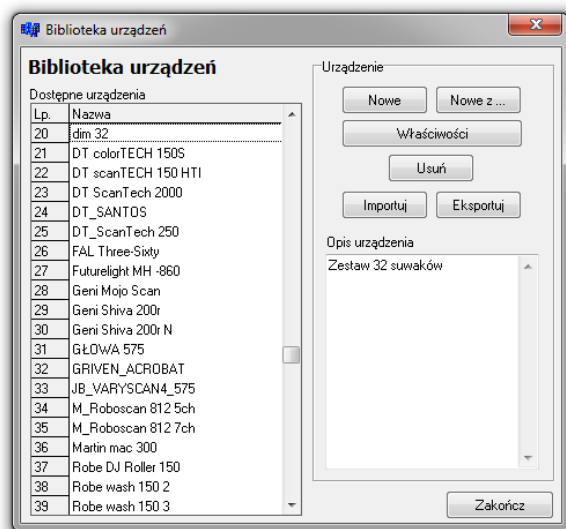 Biblioteka urządzeń
Biblioteka urządzeń
Dostępne urządzenia
Lp. Nazwa
20 dim 32
21 DT colorTECH 150S
22 DT scanTECH 150 HTI
23 DT ScanTech 2000
24 DT_SANTOS
25 DT_ScanTech 250
26 FAL Three-Sixty
27 Futurelight MH -860
28 Geni Mojo Scan
29 Geni Shiva 200r
30 Geni Shiva 200r N
31 GŁOWA 575
32 GRIVEN_ACROBAT
33 JB_VARYSCAN4_575
34 M_Roboscan 812 5ch
35 M_Roboscan 812 7ch
36 Martin mac 300
37 Robe DJ Roller 150
38 Robe wash 150 2
39 Robe wash 150 3
Urządzenie
Nowe Nowe z ...
Właściwości
Usuń
Importuj Eksportuj
Opis urządzenia
Zestaw 32 suwaków
Zakończ